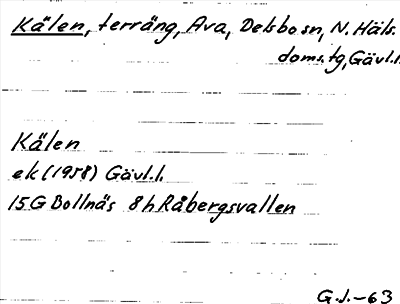 Kälen, terräng, Ava, Delsbo sn, N. Häls.
doms.tg, Gävl.l.
Kälen
ek (1958) Gävl.l.
15G Bollnäs 8h Råbergsvallen
G.J.-63